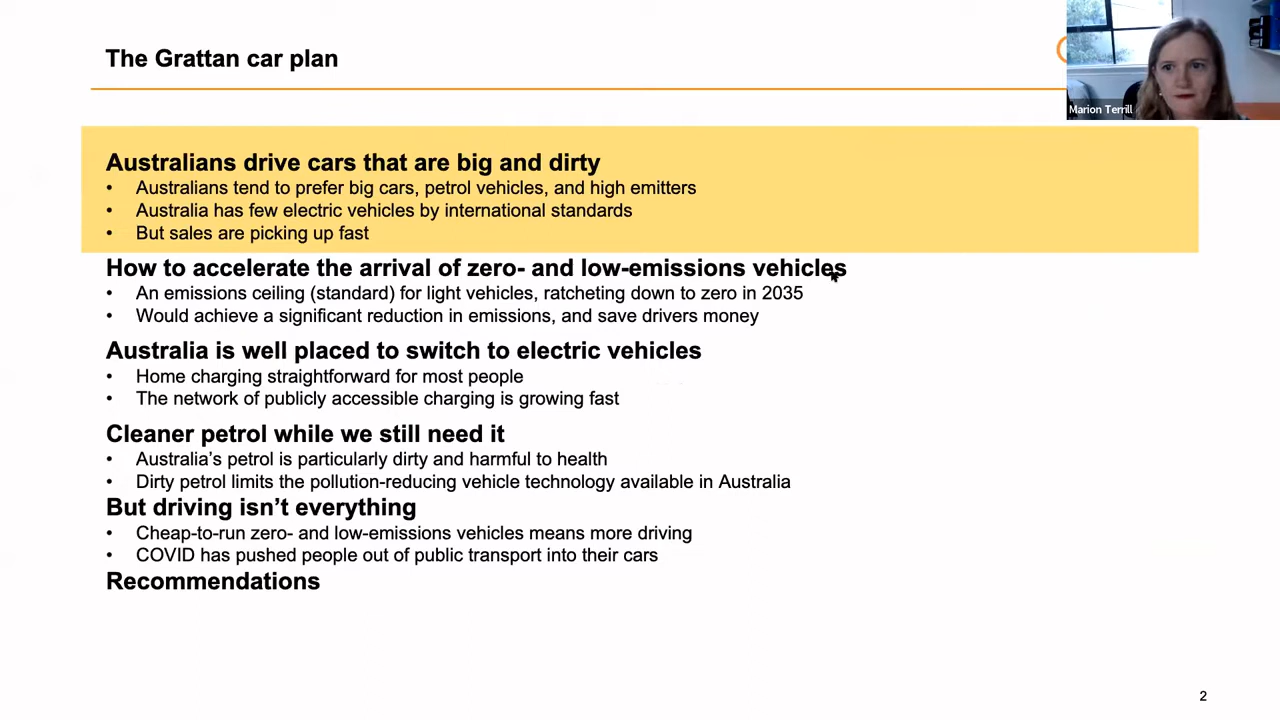 The Grattan car plan
Marion Terrill
Australians drive cars that are big and dirty
• Australians tend to prefer big cars, petrol vehicles, and high emitters
• Australia has few electric vehicles by international standards
• But sales are picking up fast
How to accelerate the arrival of zero- and low-emissions vehicles
• An emissions ceiling (standard) for light vehicles, ratcheting down to zero in 2035
• Would achieve a significant reduction in emissions, and save drivers money
Australia is well placed to switch to electric vehicles
• Home charging straightforward for most people
• The network of publicly accessible charging is growing fast
Cleaner petrol while we still need it
• Australia’s petrol is particularly dirty and harmful to health
• Dirty petrol limits the pollution-reducing vehicle technology available in Australia
But driving isn’t everything
• Cheap-to-run zero- and low-emissions vehicles means more driving
• COVID has pushed people out of public transport into their cars
Recommendations
2